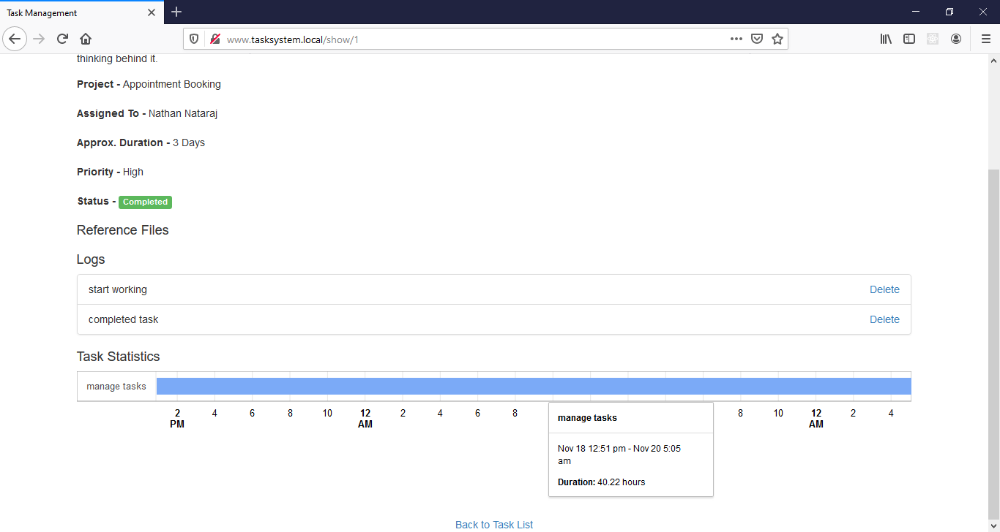 Task Management
www.tasksystem.local/show/1
thinking behind it.
Project - Appointment Booking
Assigned To - Nathan Nataraj
Approx. Duration - 3 Days
Priority - High
Status - Completed
Reference Files
Logs
start working Delete
completed task Delete
Task Statistics
manage tasks
2 4 6 8 10 12 2 4 6 8 8 10 12 2 4
PM AM AM
manage tasks
Nov 18 12:51 pm - Nov 20 5:05
am
Duration: 40.22 hours
Back to Task List